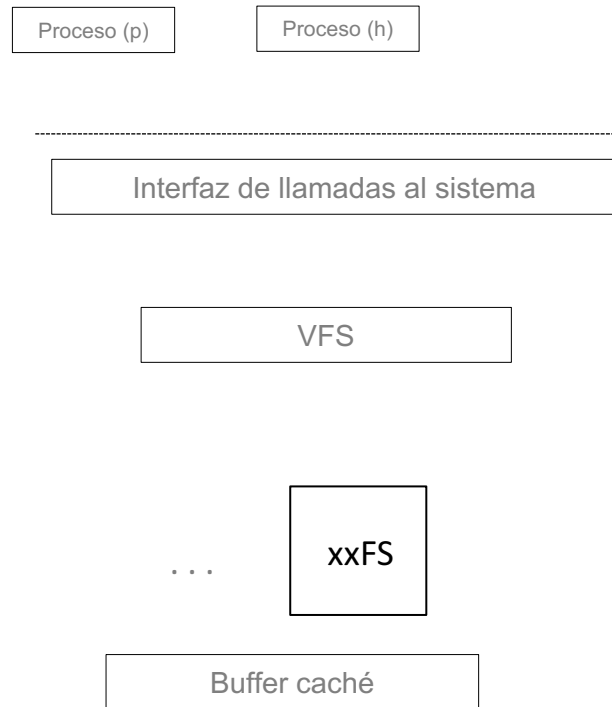 Proceso (p)
Proceso (h)
Interfaz de llamadas al sistema
VFS
. . .
xxFS
Buffer caché